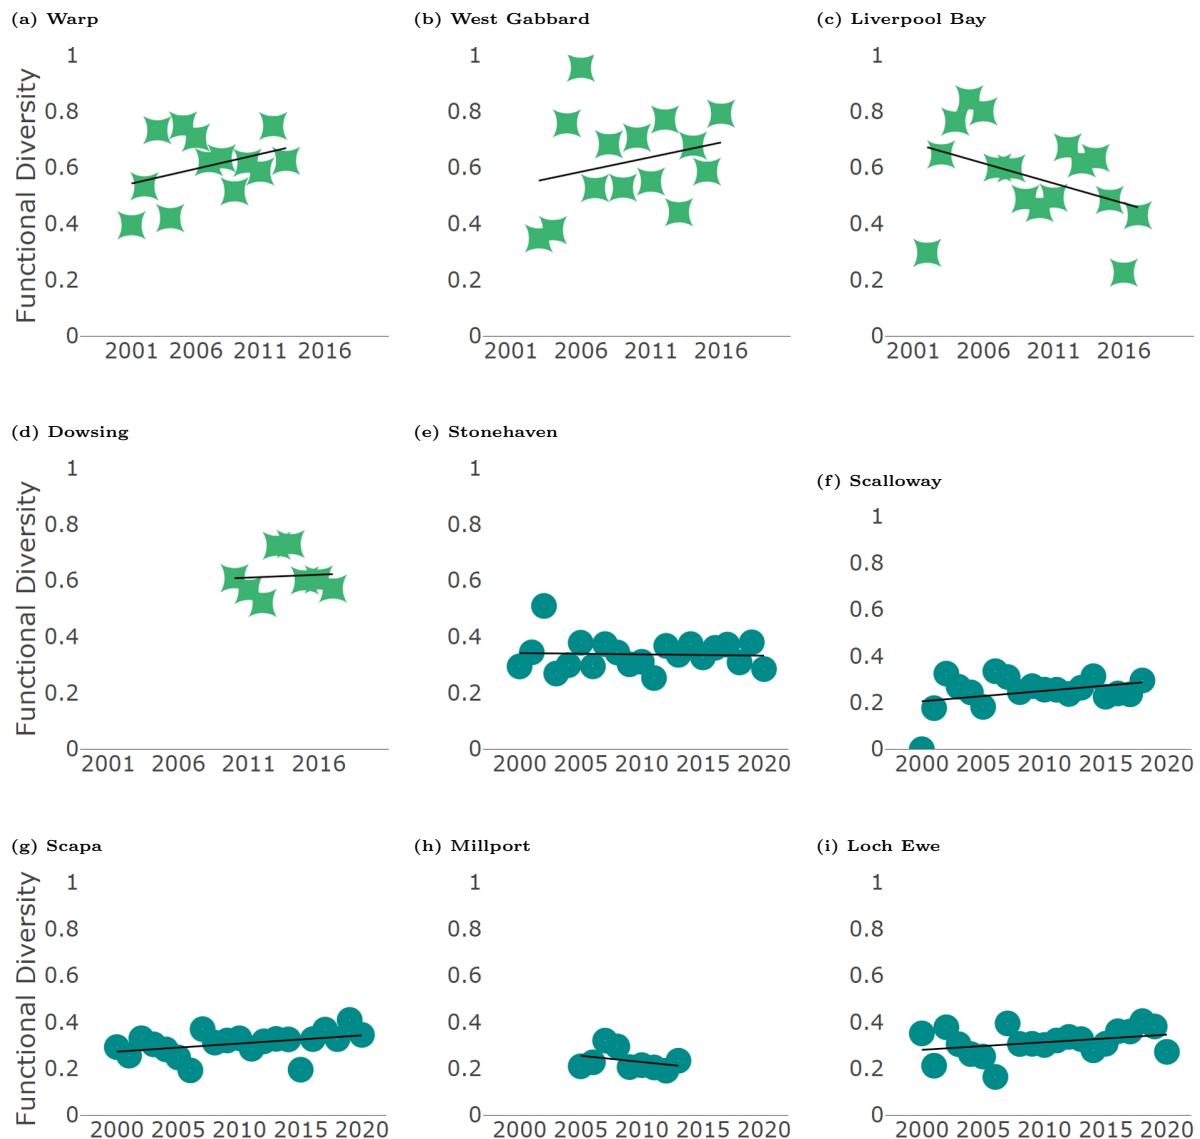 (a) Warp
(b) West Gabbard
(c) Liverpool Bay
Functional Diversity
1
0.8
0.6
0.4
0.2
0
2001 2006 2011 2016
1
0.8
0.6
0.4
0.2
0
2001 2006 2011 2016
1
0.8
0.6
0.4
0.2
0
2001 2006 2011 2016
(d) Dowsing
(e) Stonehaven
(f) Scalloway
Functional Diversity
1
0.8
0.6
0.4
0.2
0
2001 2006 2011 2016
1
0.8
0.6
0.4
0.2
0
2000 2005 2010 2015 2020
1
0.8
0.6
0.4
0.2
0
2000 2005 2010 2015 2020
(g) Scapa
(h) Millport
(i) Loch Ewe
Functional Diversity
1
0.8
0.6
0.4
0.2
0
2000 2005 2010 2015 2020
1
0.8
0.6
0.4
0.2
0
2000 2005 2010 2015 2020
1
0.8
0.6
0.4
0.2
0
2000 2005 2010 2015 2020